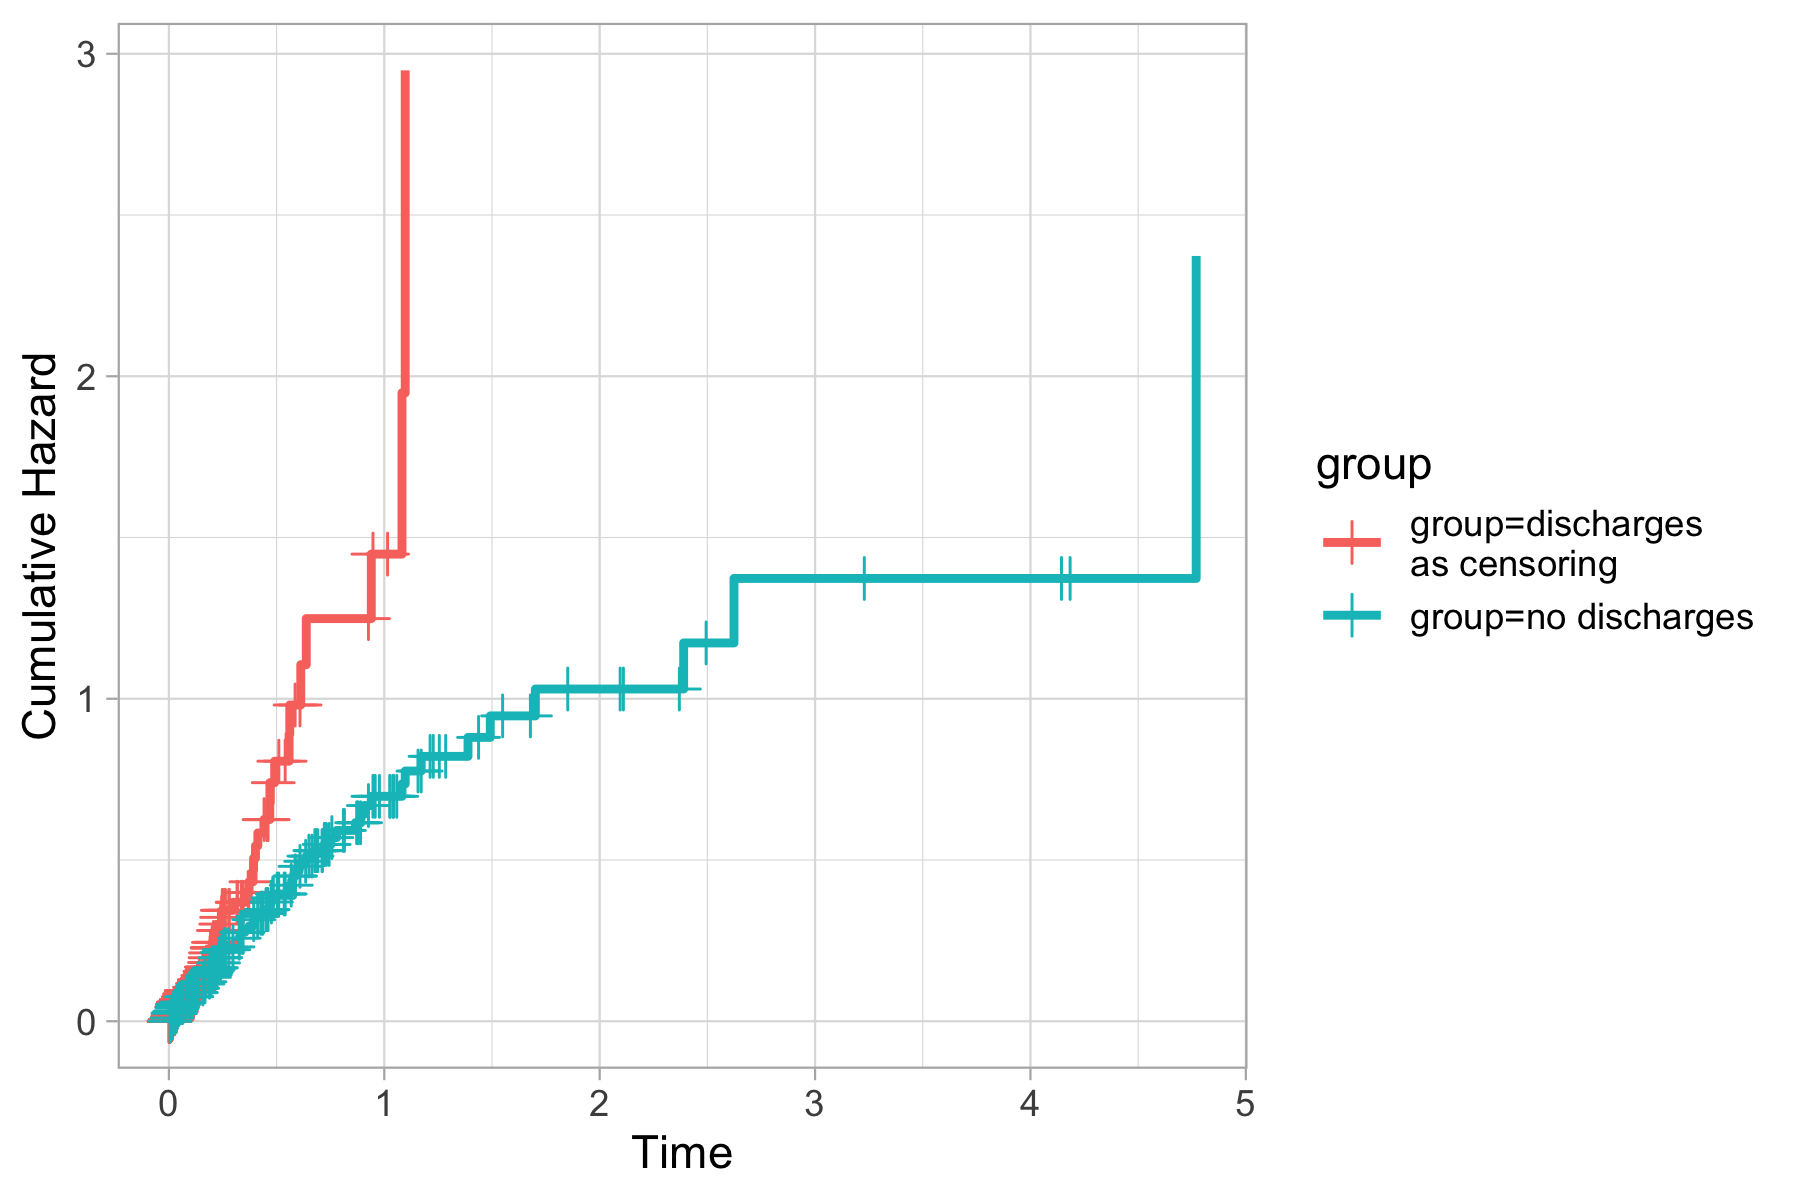 3
2
1
0
Cumulative Hazard
0 1 2 3 4 5
Time
group
group=discharges
as censoring
group=no discharges